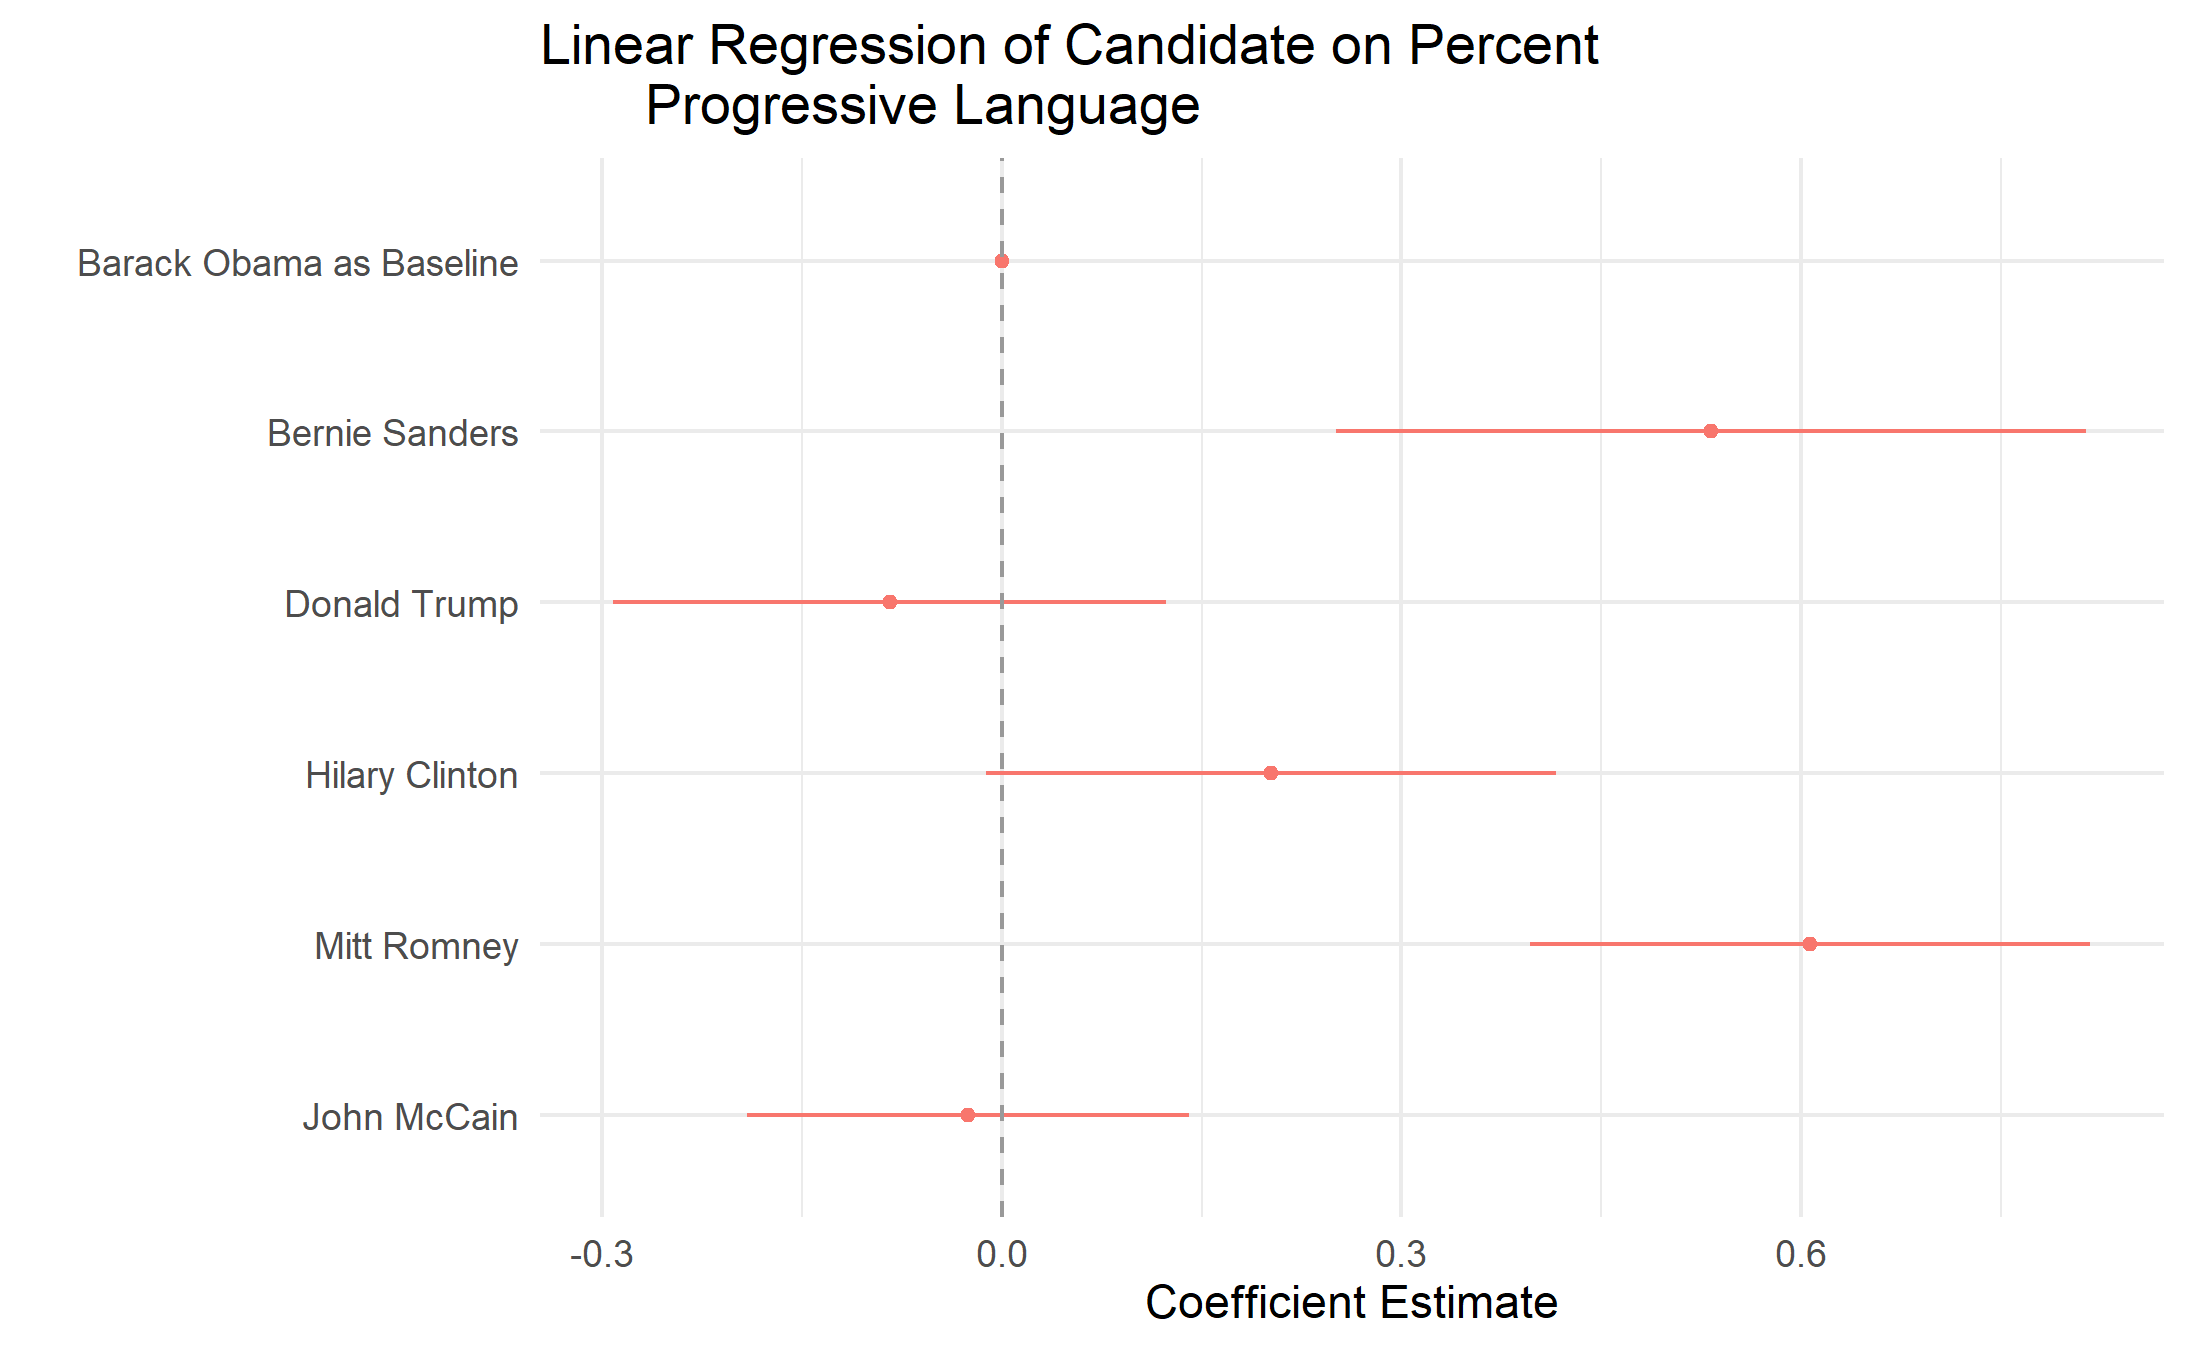 Linear Regression of Candidate on Percent
Progressive Language
Barack Obama as Baseline
Bernie Sanders
Donald Trump
Hilary Clinton
Mitt Romney
John McCain
-0.3 0.0 0.3 0.6
Coefficient Estimate